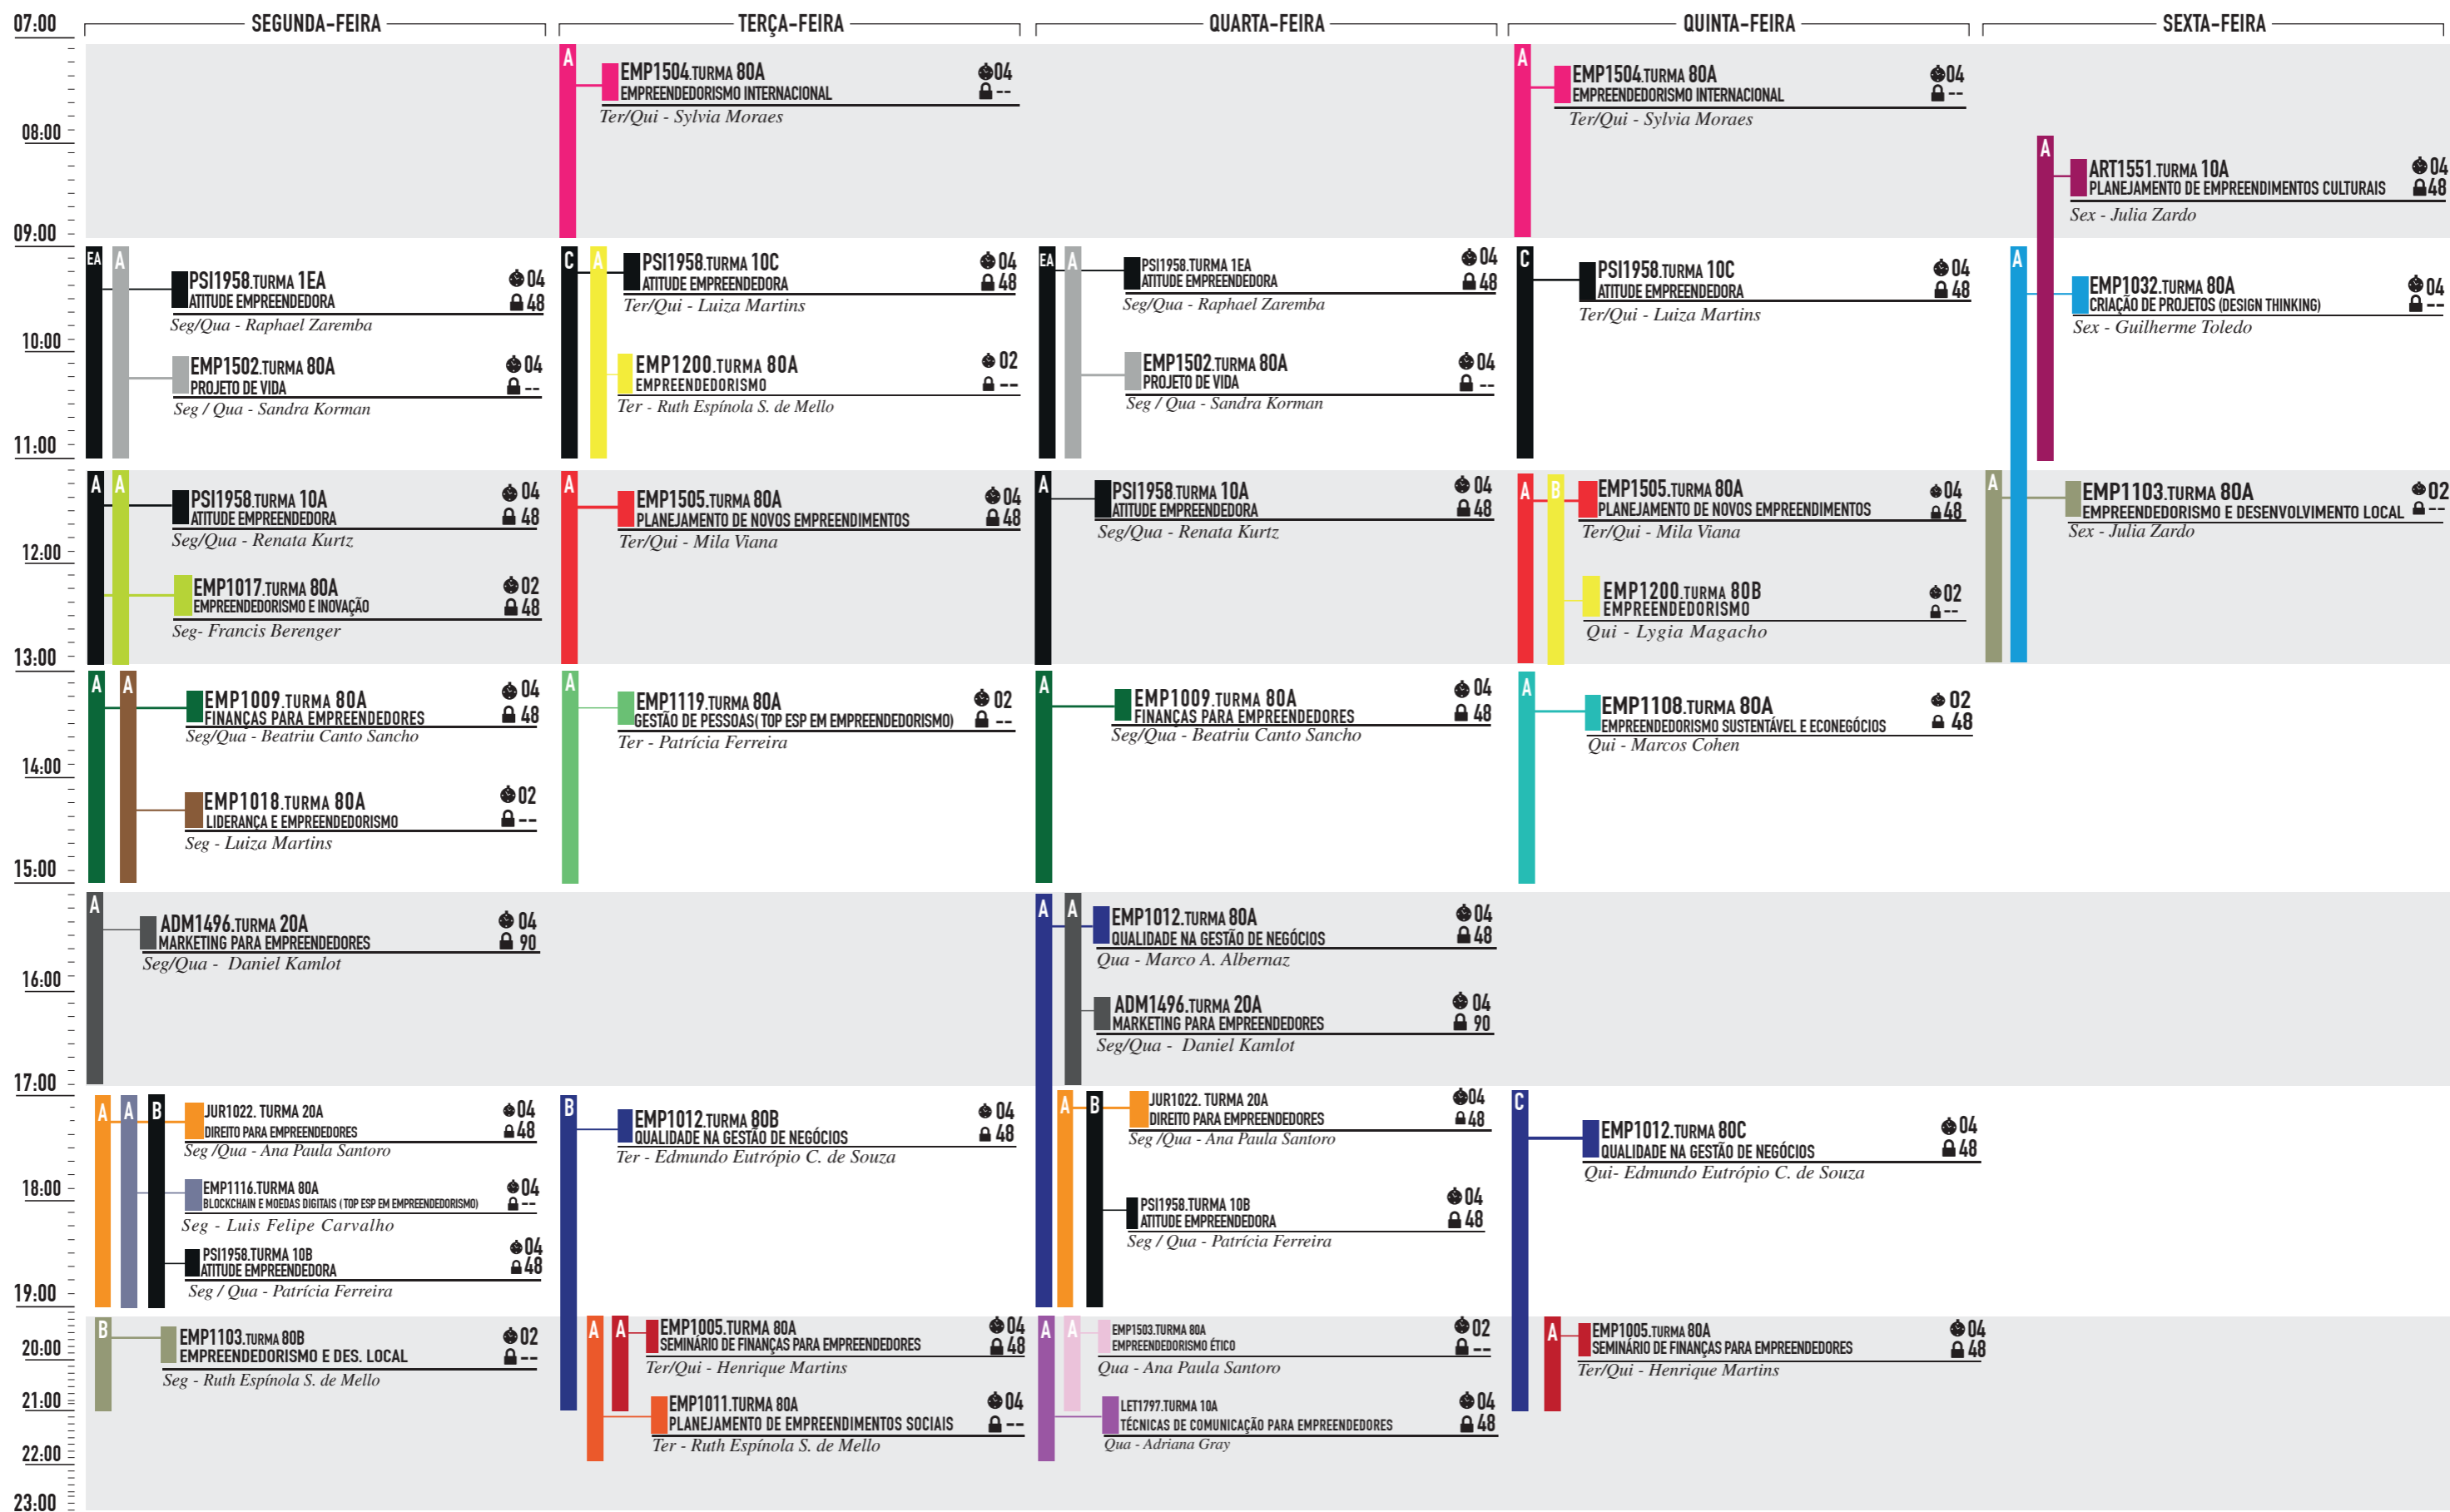 07:00
08:00
09:00
10:00
11:00
12:00
13:00
14:00
15:00
16:00
17:00
18:00
19:00
20:00
21:00
22:00
23:00
SEGUNDA-FEIRA
EA
A
PSI1958.TURMA 1EA 04
ATITUDE EMPREENDEDORA 48
Seg/Qua - Raphael Zaremba
EMP1502.TURMA 80A 04
PROJETO DE VIDA --
Seg / Qua - Sandra Korman
A
A
PSI1958.TURMA 10A 04
ATITUDE EMPREENDEDORA 48
Seg/Qua - Renata Kurtz
EMP1017.TURMA 80A 02
EMPREENDEDORISMO E INOVAÇÃO 48
Seg- Francis Berenger
A
A
EMP1009.TURMA 80A 04
FINANÇAS PARA EMPREENDEDORES 48
Seg/Qua - Beatriu Canto Sancho
EMP1018.TURMA 80A 02
LIDERANÇA E EMPREENDEDORISMO --
Seg - Luiza Martins
A
ADM1496.TURMA 20A 04
MARKETING PARA EMPREENDEDORES 90
Seg/Qua - Daniel Kamlot
A
A
B
JUR1022. TURMA 20A 04
DIREITO PARA EMPREENDEDORES 48
Seg /Qua - Ana Paula Santoro
EMP1116.TURMA 80A 04
BLOCKCHAIN E MOEDAS DIGITAIS (TOP ESP EM EMPREENDEDORISMO) --
Seg - Luis Felipe Carvalho
PSI1958.TURMA 10B 04
ATITUDE EMPREENDEDORA 48
Seg / Qua - Patrícia Ferreira
B
EMP1103.TURMA 80B 02
EMPREENDEDORISMO E DES. LOCAL --
Seg - Ruth Espínola S. de Mello
TERÇA-FEIRA
A
EMP1504.TURMA 80A 04
EMPREENDEDORISMO INTERNACIONAL --
Ter/Qui - Sylvia Moraes
C
A
PSI1958.TURMA 10C 04
ATITUDE EMPREENDEDORA 48
Ter/Qui - Luiza Martins
EMP1200.TURMA 80A 02
EMPREENDEDORISMO --
Ter - Ruth Espínola S. de Mello
A
EMP1505.TURMA 80A 04
PLANEJAMENTO DE NOVOS EMPREENDIMENTOS 48
Ter/Qui - Mila Viana
A
EMP1119.TURMA 80A 02
GESTÃO DE PESSOAS( TOP ESP EM EMPREENDEDORISMO) --
Ter - Patrícia Ferreira
B
EMP1012.TURMA 80B 04
QUALIDADE NA GESTÃO DE NEGÓCIOS 48
Ter - Edmundo Eutrópio C. de Souza
A
A
EMP1005.TURMA 80A 04
SEMINÁRIO DE FINANÇAS PARA EMPREENDEDORES 48
Ter/Qui - Henrique Martins
EMP1011.TURMA 80A 04
PLANEJAMENTO DE EMPREENDIMENTOS SOCIAIS --
Ter - Ruth Espínola S. de Mello
QUARTA-FEIRA
EA
A
PSI1958.TURMA 1EA 04
ATITUDE EMPREENDEDORA 48
Seg/Qua - Raphael Zaremba
EMP1502.TURMA 80A 04
PROJETO DE VIDA --
Seg / Qua - Sandra Korman
A
PSI1958.TURMA 10A 04
ATITUDE EMPREENDEDORA 48
Seg/Qua - Renata Kurtz
A
EMP1009.TURMA 80A 04
FINANÇAS PARA EMPREENDEDORES 48
Seg/Qua - Beatriu Canto Sancho
A
A
EMP1012.TURMA 80A 04
QUALIDADE NA GESTÃO DE NEGÓCIOS 48
Qua - Marco A. Albernaz
ADM1496.TURMA 20A 04
MARKETING PARA EMPREENDEDORES 90
Seg/Qua - Daniel Kamlot
A
B
JUR1022. TURMA 20A 04
DIREITO PARA EMPREENDEDORES 48
Seg /Qua - Ana Paula Santoro
PSI1958.TURMA 10B 04
ATITUDE EMPREENDEDORA 48
Seg / Qua - Patrícia Ferreira
A
A
EMP1503.TURMA 80A 02
EMPREENDEDORISMO ÉTICO --
Qua - Ana Paula Santoro
LET1797.TURMA 10A 04
TÉCNICAS DE COMUNICAÇÃO PARA EMPREENDEDORES 48
Qua - Adriana Gray
QUINTA-FEIRA
A
EMP1504.TURMA 80A 04
EMPREENDEDORISMO INTERNACIONAL --
Ter/Qui - Sylvia Moraes
C
PSI1958.TURMA 10C 04
ATITUDE EMPREENDEDORA 48
Ter/Qui - Luiza Martins
A
B
EMP1505.TURMA 80A 04
PLANEJAMENTO DE NOVOS EMPREENDIMENTOS 48
Ter/Qui - Mila Viana
EMP1200.TURMA 80B 02
EMPREENDEDORISMO --
Qui - Lygia Magacho
A
EMP1108.TURMA 80A 02
EMPREENDEDORISMO SUSTENTÁVEL E ECONEGÓCIOS 48
Qui - Marcos Cohen
C
EMP1012.TURMA 80C 04
QUALIDADE NA GESTÃO DE NEGÓCIOS 48
Qui- Edmundo Eutrópio C. de Souza
A
EMP1005.TURMA 80A 04
SEMINÁRIO DE FINANÇAS PARA EMPREENDEDORES 48
Ter/Qui - Henrique Martins
SEXTA-FEIRA
A
ART1551.TURMA 10A 04
PLANEJAMENTO DE EMPREENDIMENTOS CULTURAIS 48
Sex - Julia Zardo
A
EMP1032.TURMA 80A 04
CRIAÇÃO DE PROJETOS (DESIGN THINKING) --
Sex - Guilherme Toledo
A
EMP1103.TURMA 80A 02
EMPREENDEDORISMO E DESENVOLVIMENTO LOCAL --
Sex - Julia Zardo